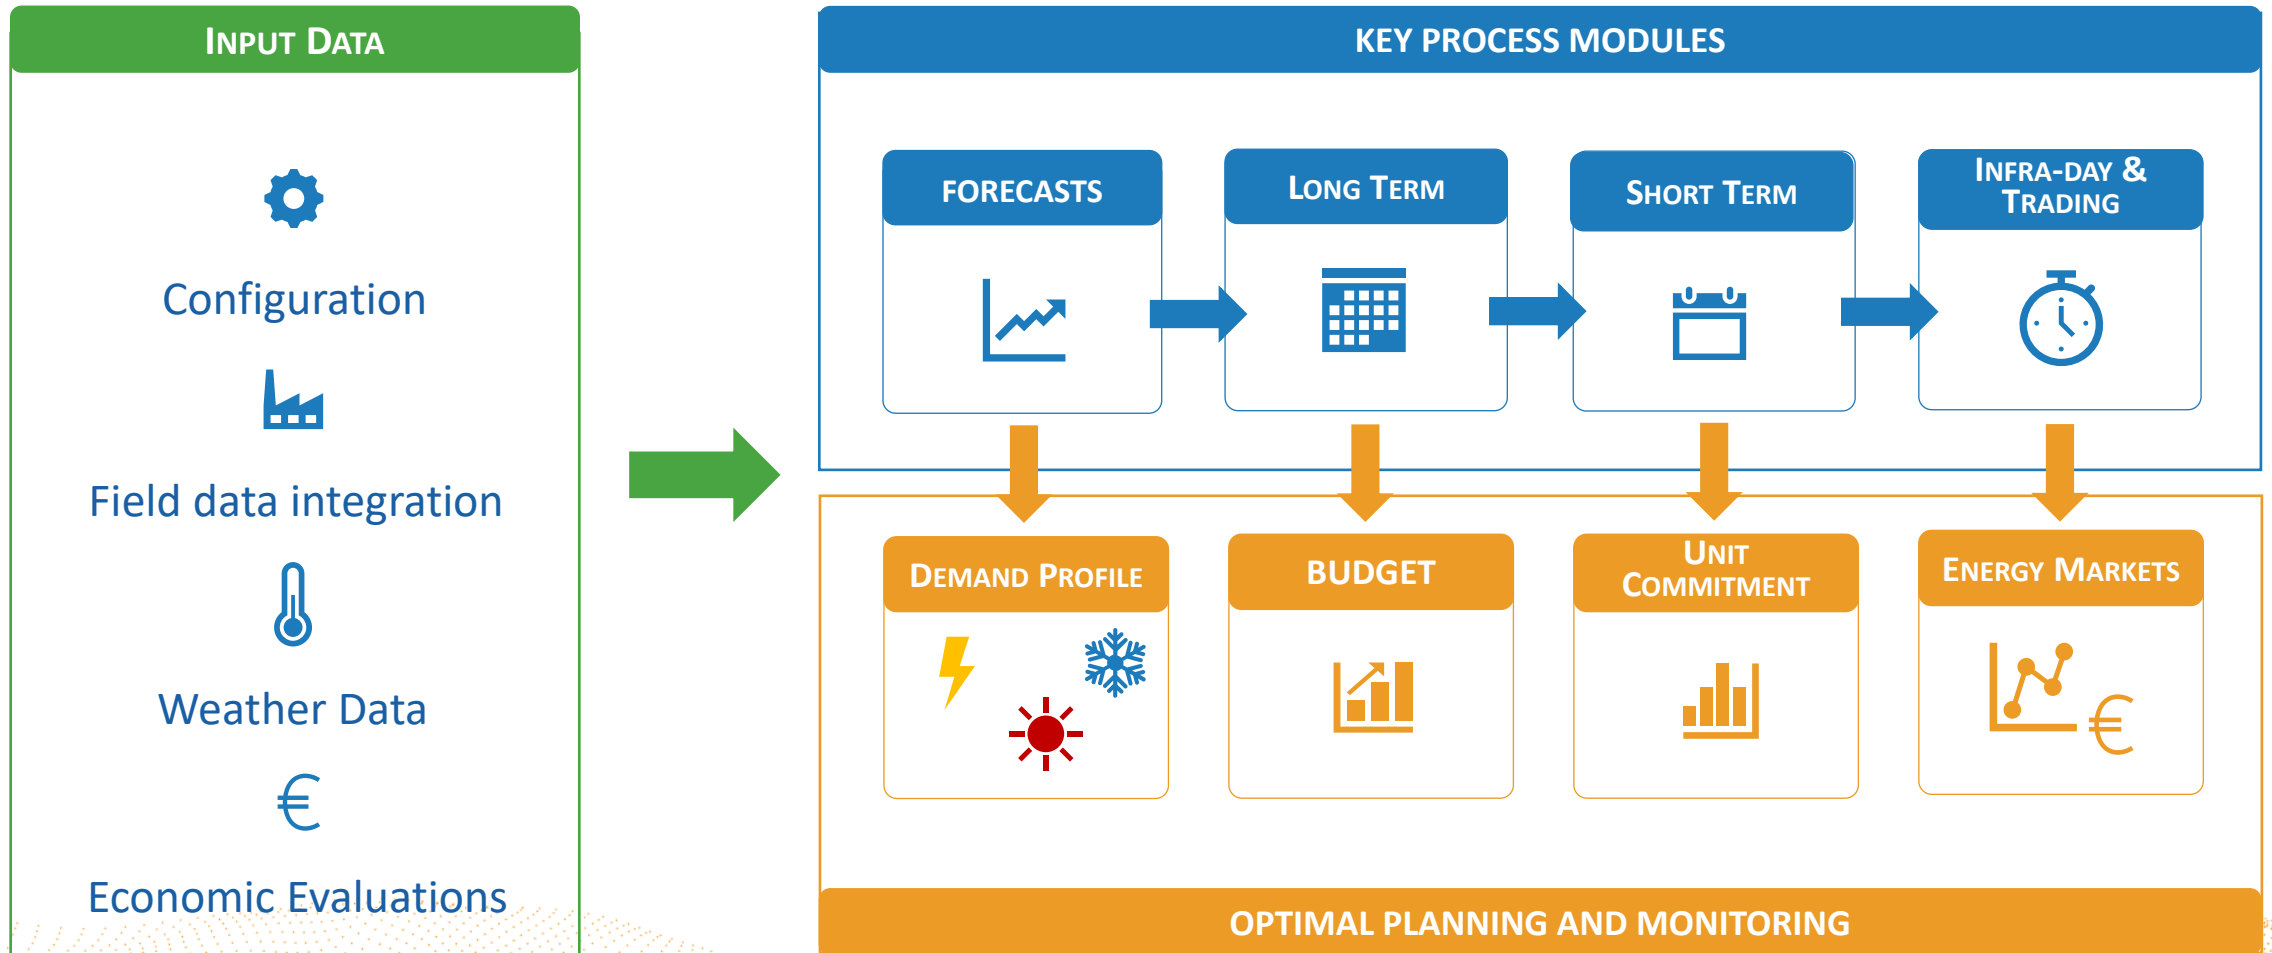 INPUT DATA
Configuration
Field data integration
Weather Data
€
Economic Evaluations
KEY PROCESS MODULES
FORECASTS
LONG TERM
SHORT TERM
INFRA-DAY &
TRADING
DEMAND PROFILE
BUDGET
UNIT
COMMITMENT
ENERGY MARKETS
€
OPTIMAL PLANNING AND MONITORING